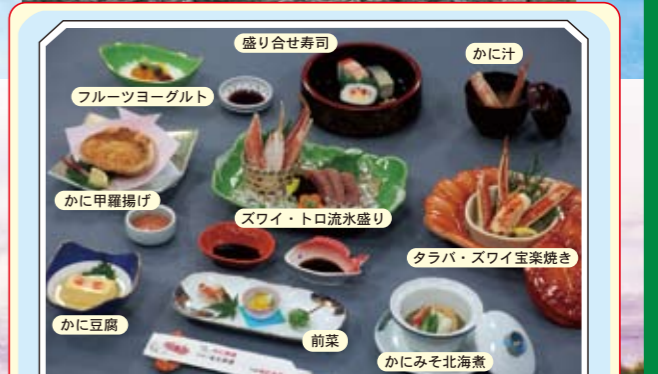 盛り合せ寿司
かに汁
フルーツヨーグルト
かに甲羅揚げ
ズワイ・トロ流氷盛り
タラバ・ズワイ宝楽焼き
かに豆腐
前菜
かにみそ北海煮